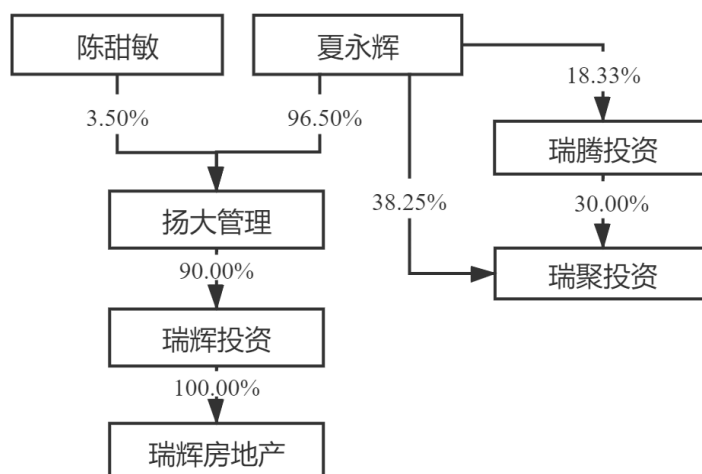 陈甜敏
夏永辉
3.50%
96.50%
18.33%
瑞腾投资
扬大管理
38.25%
30.00%
90.00%
瑞聚投资
瑞辉投资
100.00%
瑞辉房地产